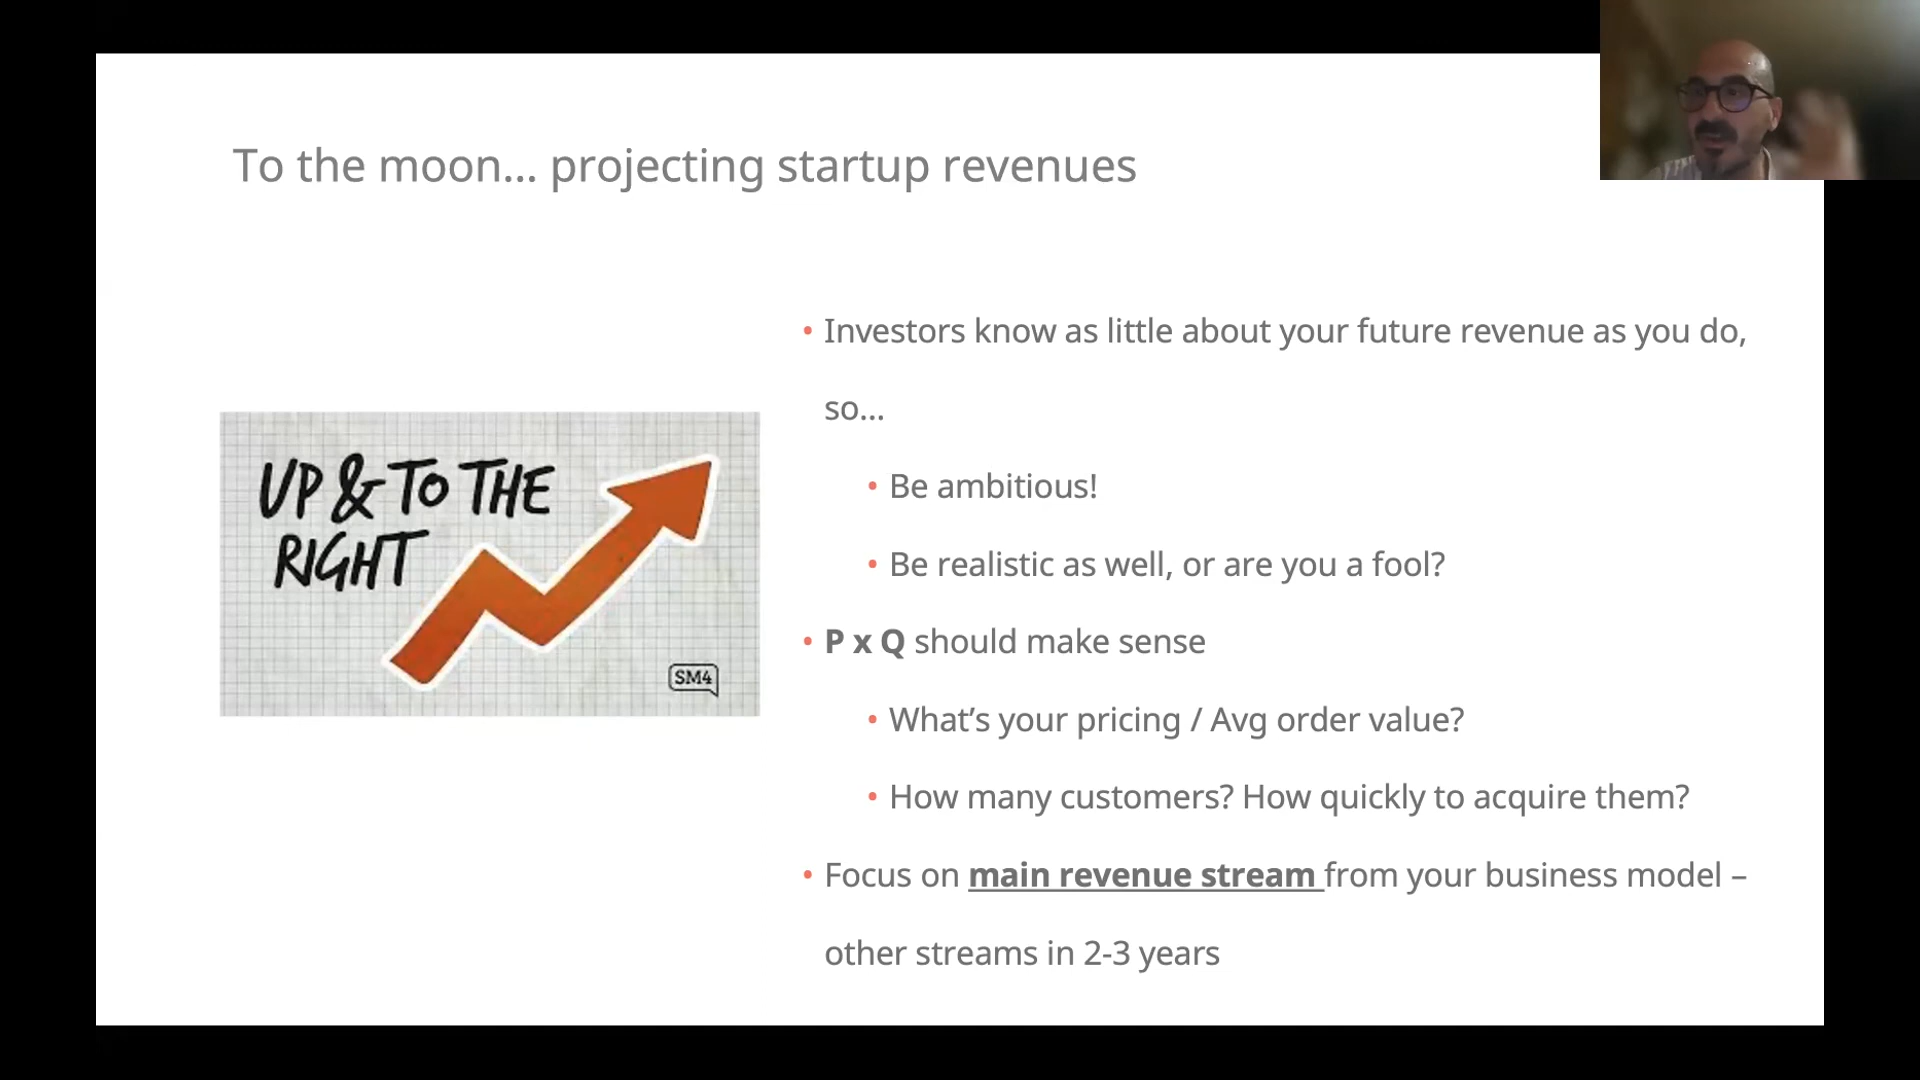 To the moon... projecting startup revenues
UP & TO THE
RIGHT
SM4
• Investors know as little about your future revenue as you do,
so...
• Be ambitious!
• Be realistic as well, or are you a fool?
• P x Q should make sense
• What's your pricing / Avg order value?
• How many customers? How quickly to acquire them?
• Focus on main revenue stream from your business model –
other streams in 2-3 years